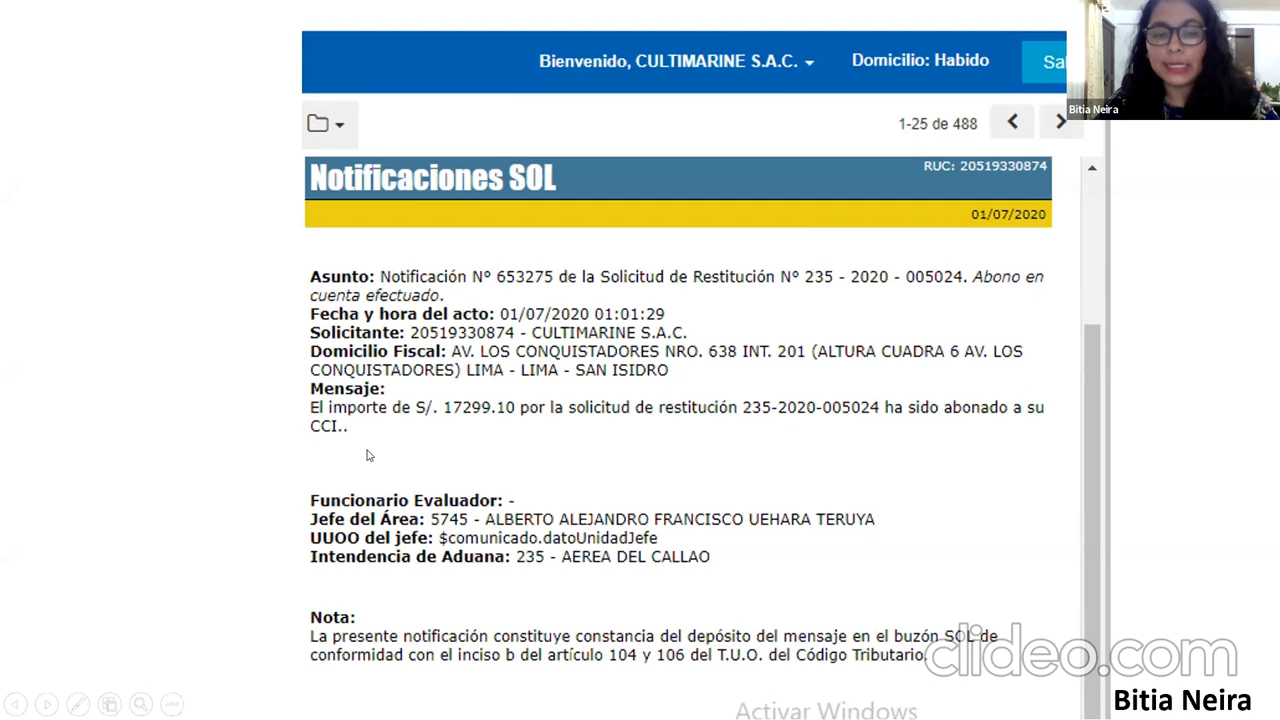 Bienvenido, CULTIMARINE S.A.C.
Domicilio: Habido
Sal
Bitia Neira
1-25 de 488
Notificaciones SOL
RUC: 20519330874
01/07/2020
Asunto: Notificación N° 653275 de la Solicitud de Restitución N° 235 - 2020 - 005024. Abono en
cuenta efectuado.
Fecha y hora del acto: 01/07/2020 01:01:29
Solicitante: 20519330874 - CULTIMARINE S.A.C.
Domicilio Fiscal: AV. LOS CONQUISTADORES NRO. 638 INT. 201 (ALTURA CUADRA 6 AV. LOS
CONQUISTADORES) LIMA - LIMA - SAN ISIDRO
Mensaje:
El importe de S/. 17299.10 por la solicitud de restitución 235-2020-005024 ha sido abonado a su
CCI..
Funcionario Evaluador: -
Jefe del Área: 5745 - ALBERTO ALEJANDRO FRANCISCO UEHARA TERUYA
UUOO del jefe: $comunicado.datoUnidadJefe
Intendencia de Aduana: 235 - AEREA DEL CALLAO
Nota:
La presente notificación constituye constancia del depósito del mensaje en el buzón SOL de
conformidad con el inciso b del artículo 104 y 106 del T.U.O. del Código Tributario.
clideo.com
Bitia Neira
Activar Windows